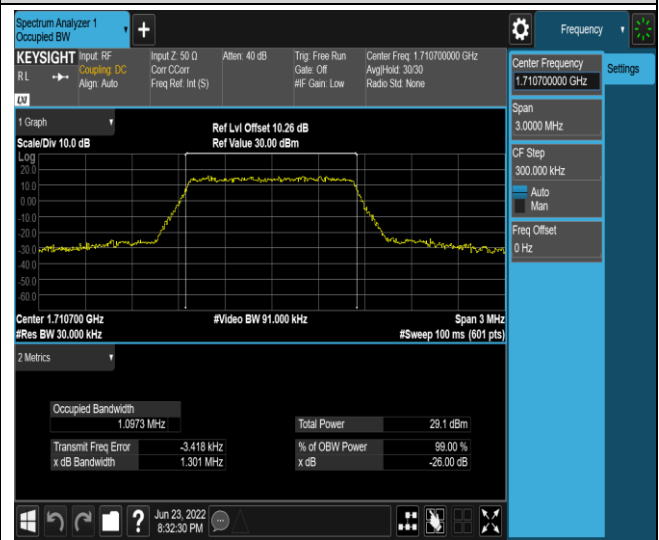 Spectrum Analyzer 1
Occupied BW
Frequency
KEYSIGHT
Input: RF
Coupling: DC
Align: Auto
Input Z: 50 Ω
Corr CCorr
Freq Ref: Int (S)
Atten: 40 dB
Trig: Free Run
Gate: Off
#IF Gain: Low
Center Freq: 1.710700000 GHz
Avg|Hold: 30/30
Radio Std: None
RL
LXI
Center Frequency
1.710700000 GHz
Settings
Span
3.0000 MHz
CF Step
300.000 kHz
Auto
Man
Freq Offset
0 Hz
1 Graph
Scale/Div 10.0 dB
Ref Lvl Offset 10.26 dB
Ref Value 30.00 dBm
Log
20.0
10.0
0.00
-10.0
-20.0
-30.0
-40.0
-50.0
-60.0
Center 1.710700 GHz
#Video BW 91.000 kHz
Span 3 MHz
#Res BW 30.000 kHz
#Sweep 100 ms (601 pts)
2 Metrics
Occupied Bandwidth
1.0973 MHz
Total Power 29.1 dBm
Transmit Freq Error -3.418 kHz
% of OBW Power 99.00 %
x dB Bandwidth 1.301 MHz
x dB -26.00 dB
Jun 23, 2022
8:32:30 PM